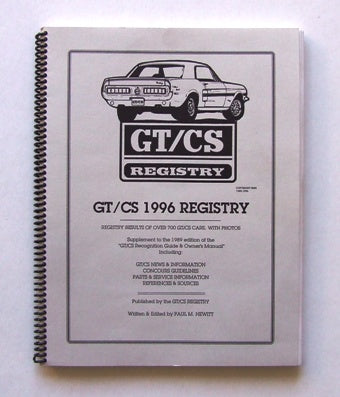 GT/CS
REGISTRY
GT/CS 1996 REGISTRY
REGISTRY RESULTS OF OVER 700 GT/CS CARS, WITH PHOTOS
Supplement to the 1989 edition of the
"GT/CS Recognition Guide & Owner's Manual"
Including:
GT/CS NEWS & INFORMATION
CONCOURS GUIDELINES
PARTS & SERVICE INFORMATION
REFERENCES & SOURCES
Published by the GT/CS REGISTRY
Written & Edited by PAUL M. NEWITT